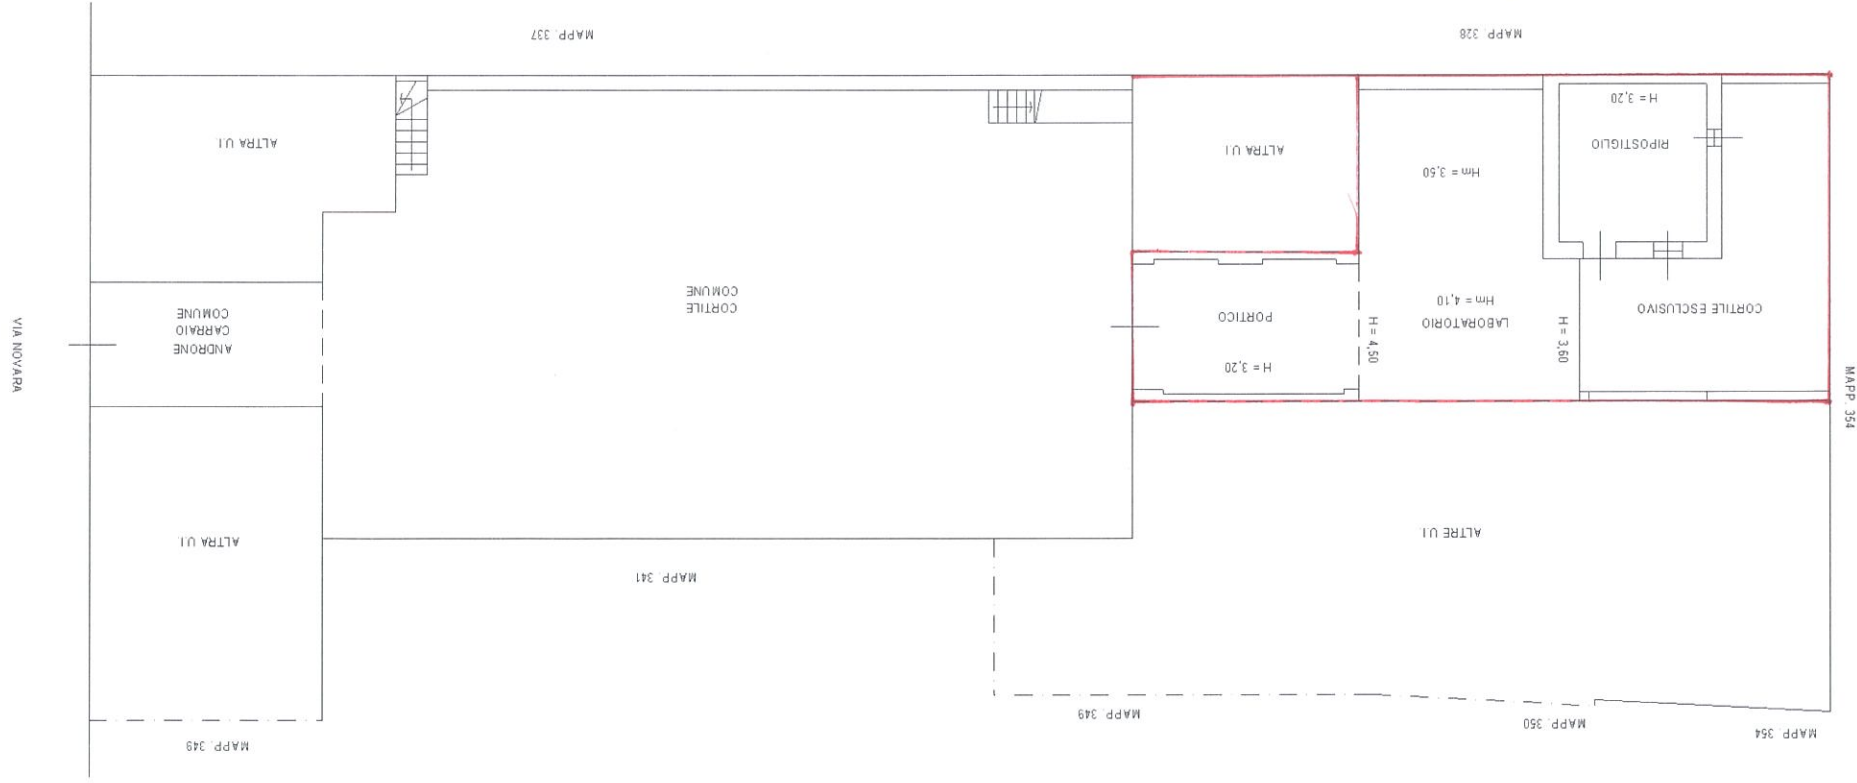 MAPP. 354
MAPP. 350
MAPP. 349
MAPP. 349
MAPP. 341
ALTRE U.I.
ALTRA U.I.
H = 3,20
PORTICO
H = 4,50
LABORATORIO
Hm = 4,10
H = 3,60
CORTILE ESCLUSIVO
MAPP. 354
CORTILE
COMUNE
ANDRONE
CARRAIO
COMUNE
VIA NOVARA
Hm = 3,50
RIPOSTIGLIO
H = 3,20
ALTRA U.I.
ALTRA U.I.
MAPP. 328
MAPP. 337